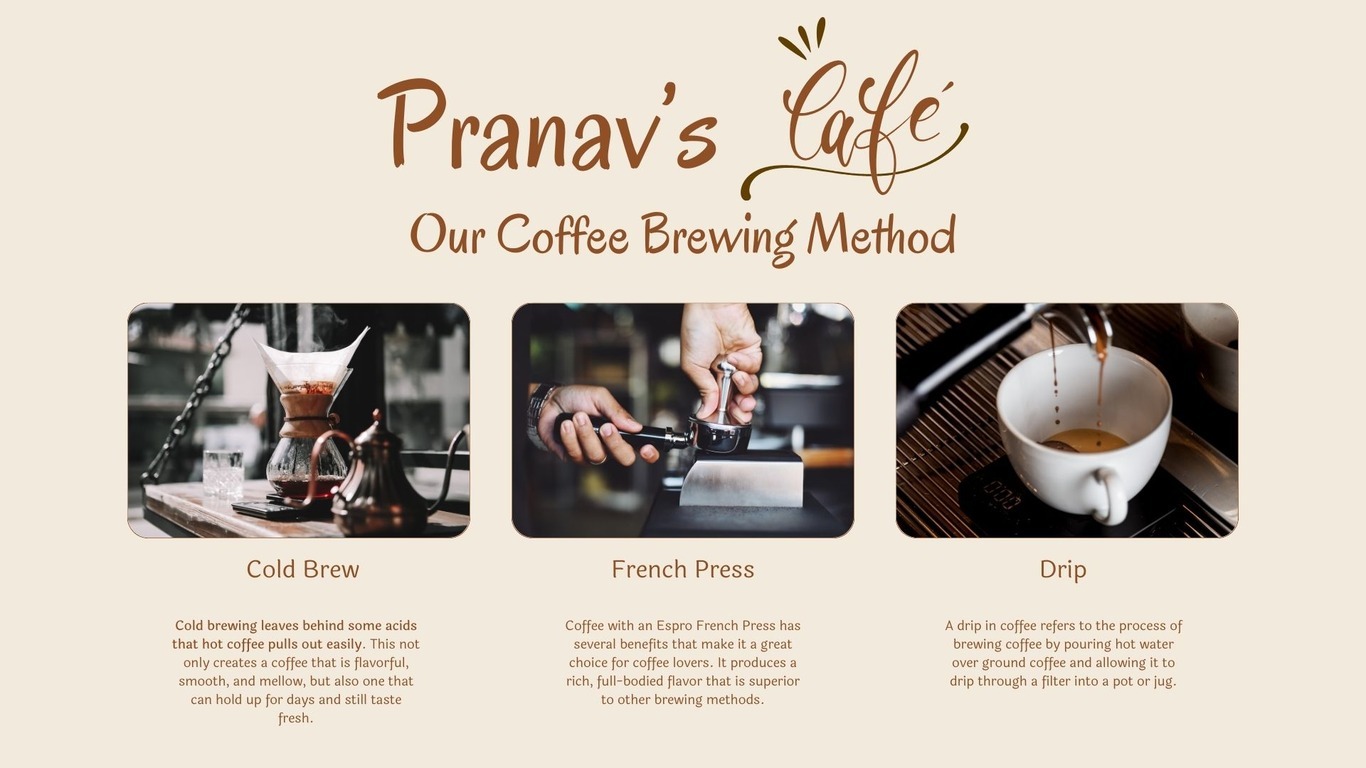 Pranav's Café
Our Coffee Brewing Method
Cold Brew
Cold brewing leaves behind some acids
that hot coffee pulls out easily. This not
only creates a coffee that is flavorful,
smooth, and mellow, but also one that
can hold up for days and still taste
fresh.
French Press
Coffee with an Espro French Press has
several benefits that make it a great
choice for coffee lovers. It produces a
rich, full-bodied flavor that is superior
to other brewing methods.
Drip
A drip in coffee refers to the process of
brewing coffee by pouring hot water
over ground coffee and allowing it to
drip through a filter into a pot or jug.